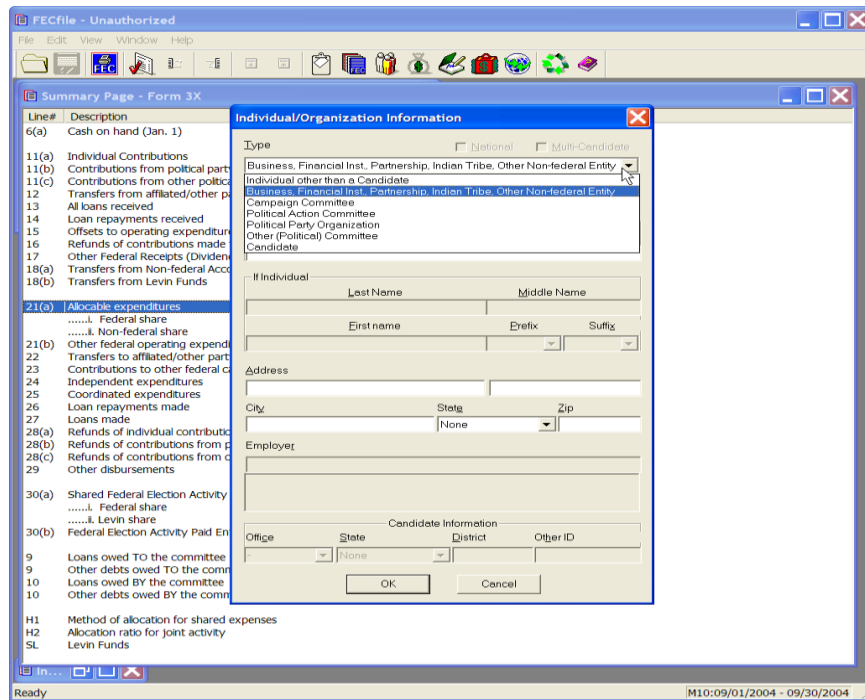 FECfile - Unauthorized
File Edit View Window Help
FEC
FEC
Summary Page - Form 3X
Line# Description
6(a) Cash on hand (Jan. 1)
11(a) Individual Contributions
11(b) Contributions from political part
11(c) Contributions from other politica
12 Transfers from affiliated/other pa
13 All loans received
14 Loan repayments received
15 Offsets to operating expenditur
16 Refunds of contributions made
17 Other Federal Receipts (Dividen
18(a) Transfers from Non-federal Acco
18(b) Transfers from Levin Funds
21(a) Allocable expenditures
......i. Federal share
......ii. Non-federal share
21(b) Other federal operating expendi
22 Transfers to affiliated/other part
23 Contributions to other federal ca
24 Independent expenditures
25 Coordinated expenditures
26 Loan repayments made
27 Loans made
28(a) Refunds of individual contributio
28(b) Refunds of contributions from p
28(c) Refunds of contributions from o
29 Other disbursements
30(a) Shared Federal Election Activity
......i. Federal share
......ii. Levin share
30(b) Federal Election Activity Paid En
9 Loans owed TO the committee
9 Other debts owed TO the comm
10 Loans owed BY the committee
10 Other debts owed BY the comm
H1 Method of allocation for shared expenses
H2 Allocation ratio for joint activity
SL Levin Funds
Individual/Organization Information
Type National Multi-Candidate
Business, Financial Inst., Partnership, Indian Tribe, Other Non-federal Entity
Individual other than a Candidate
Business, Financial Inst., Partnership, Indian Tribe, Other Non-federal Entity
Campaign Committee
Political Action Committee
Political Party Organization
Other (Political) Committee
Candidate
If Individual
Last Name Middle Name
First name Prefix Suffix
Address
City State Zip
None
Employer
Candidate Information
Office State District Other ID
- None
OK Cancel
In...
Ready M10:09/01/2004 - 09/30/2004